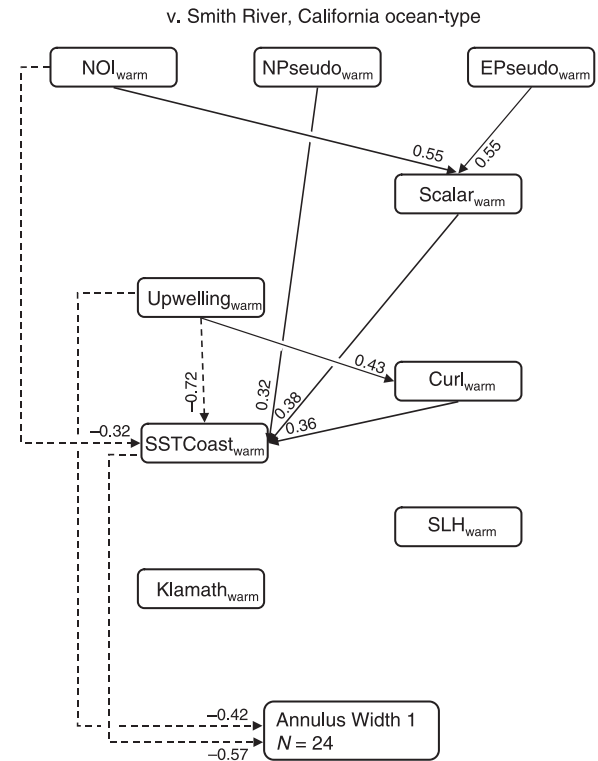 v. Smith River, California ocean-type
NOIwarm
NPseudowarm
EPseudowarm
0.55
0.55
Scalarwarm
Upwellingwarm
0.43
Curlwarm
−0.72
0.32
0.38
0.36
−0.32
SSTCoastwarm
SLHwarm
Klamathwarm
−0.42
Annulus Width 1
N = 24
−0.57